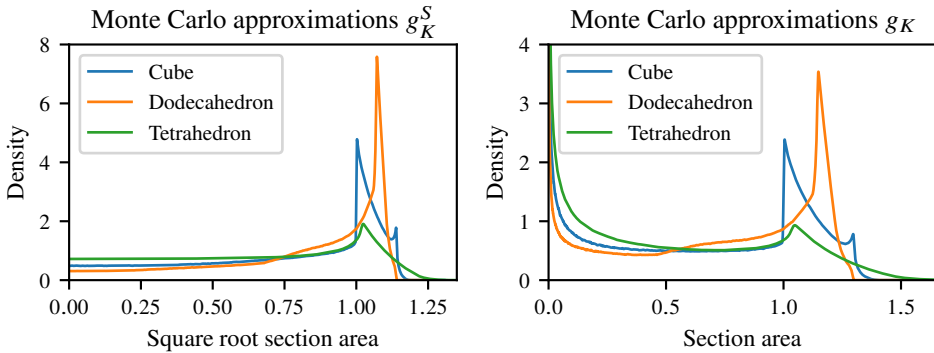 Monte Carlo approximations $g_K^S$
8
6
4
2
0
Density
Cube
Dodecahedron
Tetrahedron
0.00 0.25 0.50 0.75 1.00 1.25
Square root section area
Monte Carlo approximations $g_K$
4
3
2
1
0
Density
Cube
Dodecahedron
Tetrahedron
0.0 0.5 1.0 1.5
Section area